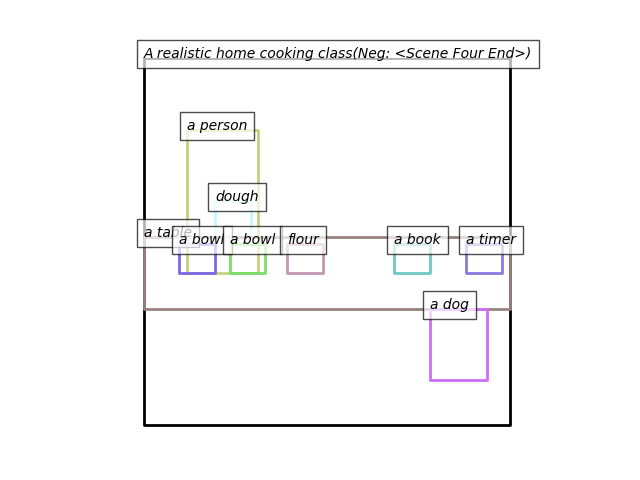 A realistic home cooking class(Neg: <Scene Four End>)
a person
dough
a table
a bowl
a bowl
flour
a book
a timer
a dog